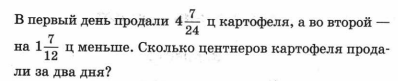 В первый день продали 4 7/24 ц картофеля, а во второй —
на 1 7/12 ц меньше. Сколько центнеров картофеля прода-
ли за два дня?